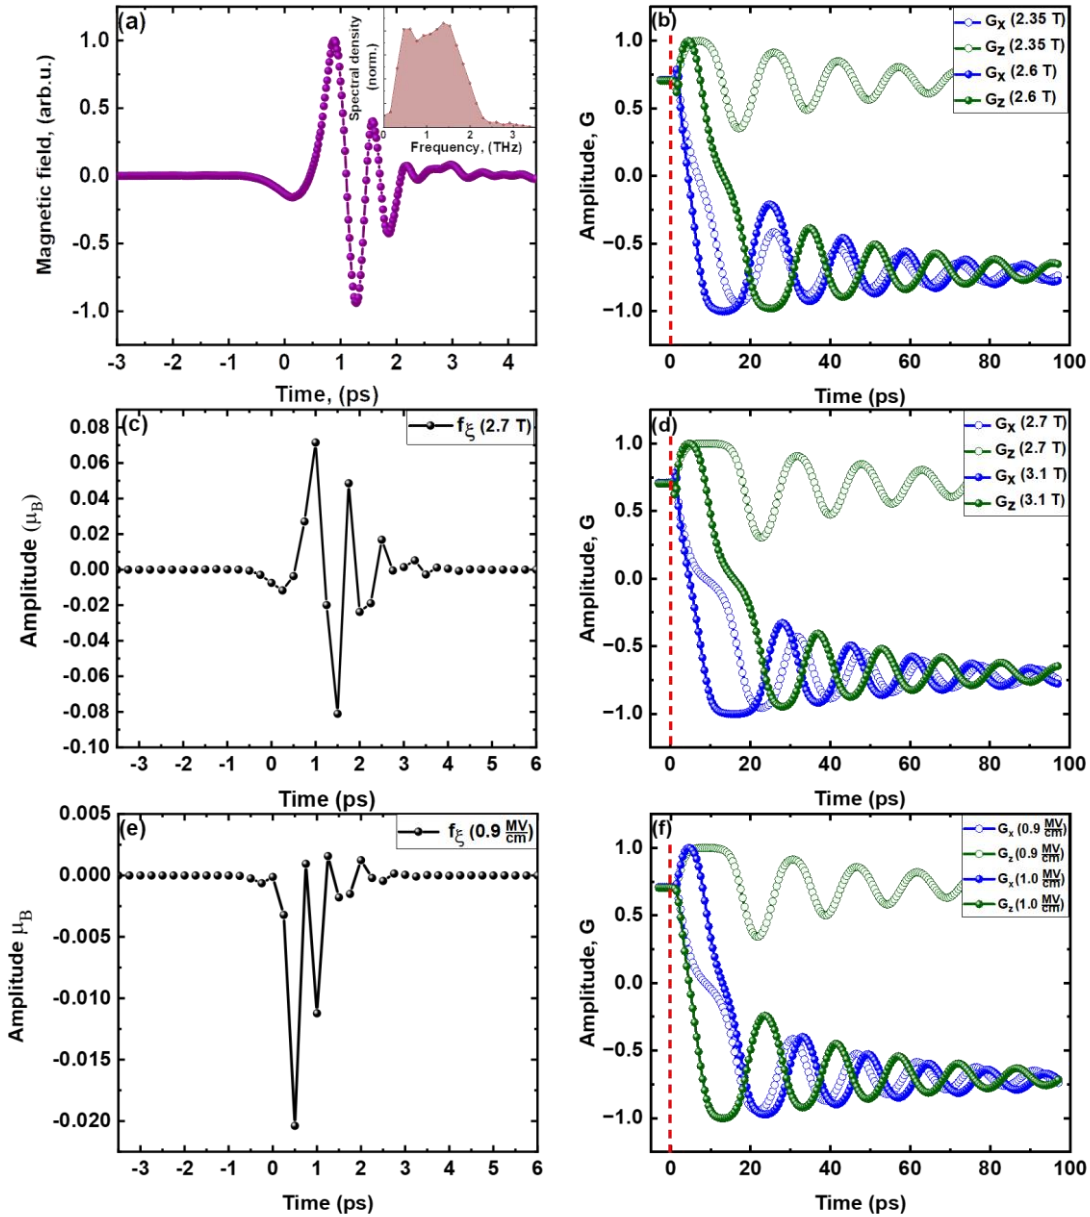 (a)
Magnetic field, (arb.u.)
1.0
0.5
0.0
-0.5
-1.0
-3 -2 -1 0 1 2 3 4
Time, (ps)
Spectral density
(norm.)
0 1 2 3
Frequency, (THz)
(b)
Amplitude, G
1.0
0.5
0.0
−0.5
−1.0
0 20 40 60 80 100
Time (ps)
Gx (2.35 T)
Gz (2.35 T)
Gx (2.6 T)
Gz (2.6 T)
(c)
Amplitude (μB)
0.08
0.06
0.04
0.02
0.00
-0.02
-0.04
-0.06
-0.08
-0.10
-3 -2 -1 0 1 2 3 4 5 6
Time (ps)
fξ (2.7 T)
(d)
Amplitude, G
1.0
0.5
0.0
−0.5
−1.0
0 20 40 60 80 100
Time (ps)
Gx (2.7 T)
Gz (2.7 T)
Gx (3.1 T)
Gz (3.1 T)
(e)
Amplitude μB
0.005
0.000
-0.005
-0.010
-0.015
-0.020
-3 -2 -1 0 1 2 3 4 5 6
Time (ps)
fξ (0.9 MV/cm)
(f)
Amplitude, G
1.0
0.5
0.0
−0.5
−1.0
0 20 40 60 80 100
Time (ps)
Gx (0.9 MV/cm)
Gz (0.9 MV/cm)
Gx (1.0 MV/cm)
Gz (1.0 MV/cm)